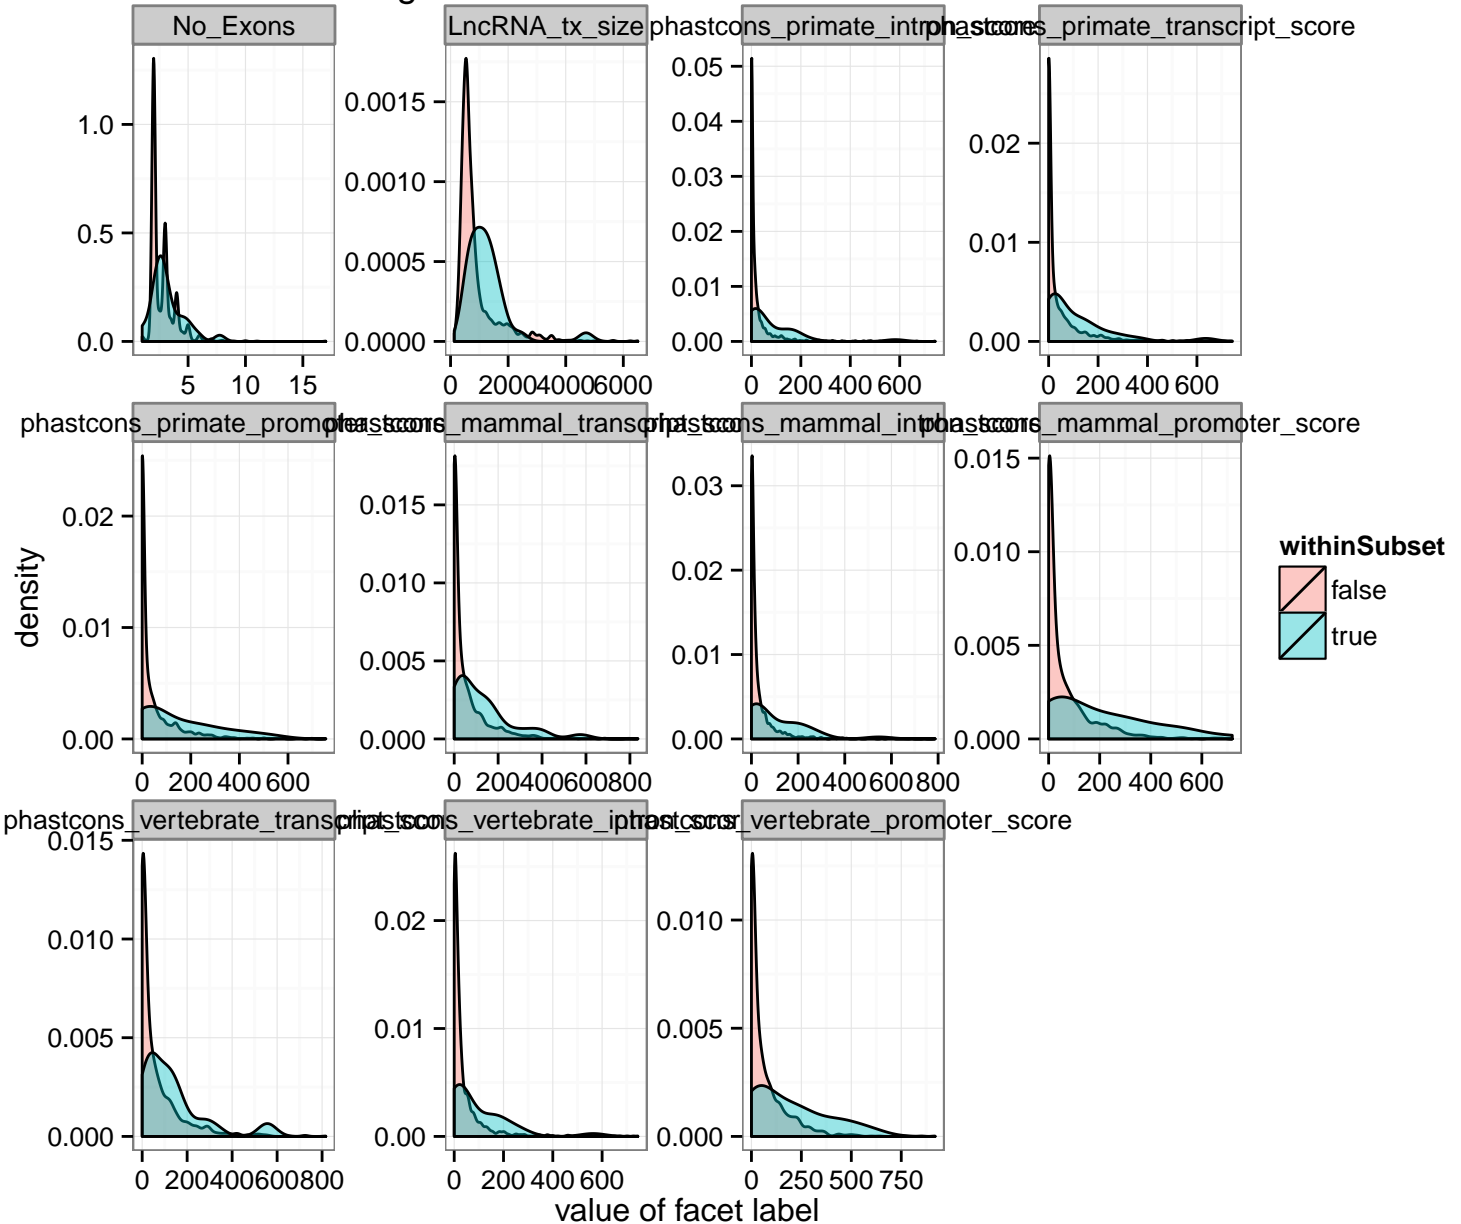 No_Exons
LncRNA_tx_size
phastcons_primate_intron_score
phastcons_primate_transcript_score
1.0
0.5
0.0
5 10 15
0.0015
0.0010
0.0005
0.0000
0 2000 4000 6000
0.05
0.04
0.03
0.02
0.01
0.00
0 200 400 600
0.02
0.01
0.00
0 200 400 600
phastcons_primate_promoter_score
phastcons_mammal_transcript_score
phastcons_mammal_intron_score
phastcons_mammal_promoter_score
0.02
0.01
0.00
0 200 400 600
0.015
0.010
0.005
0.000
0 200 400 600 800
0.03
0.02
0.01
0.00
0 200 400 600 800
0.015
0.010
0.005
0.000
0 200 400 600
phastcons_vertebrate_transcript_score
phastcons_vertebrate_intron_score
phastcons_vertebrate_promoter_score
0.015
0.010
0.005
0.000
0 200 400 600 800
0.02
0.01
0.00
0 200 400 600
0.010
0.005
0.000
0 250 500 750
density
value of facet label
withinSubset
false
true